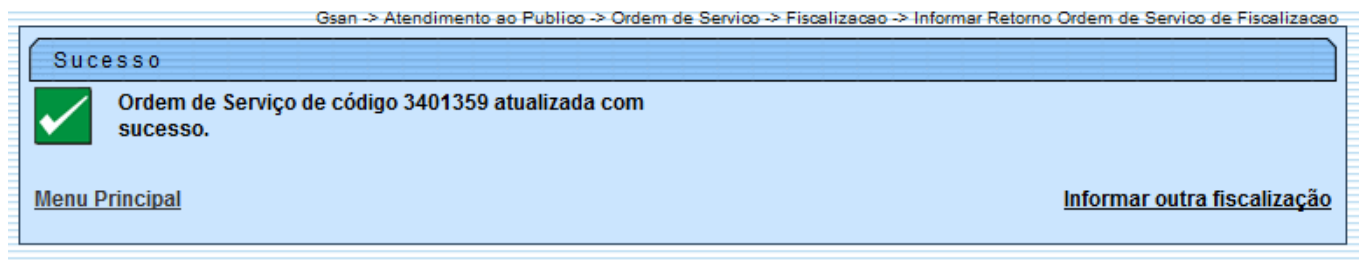 Gsan -> Atendimento ao Publico -> Ordem de Servico -> Fiscalizacao -> Informar Retorno Ordem de Servico de Fiscalizacao
Sucesso
Ordem de Serviço de código 3401359 atualizada com
sucesso.
Menu Principal
Informar outra fiscalização